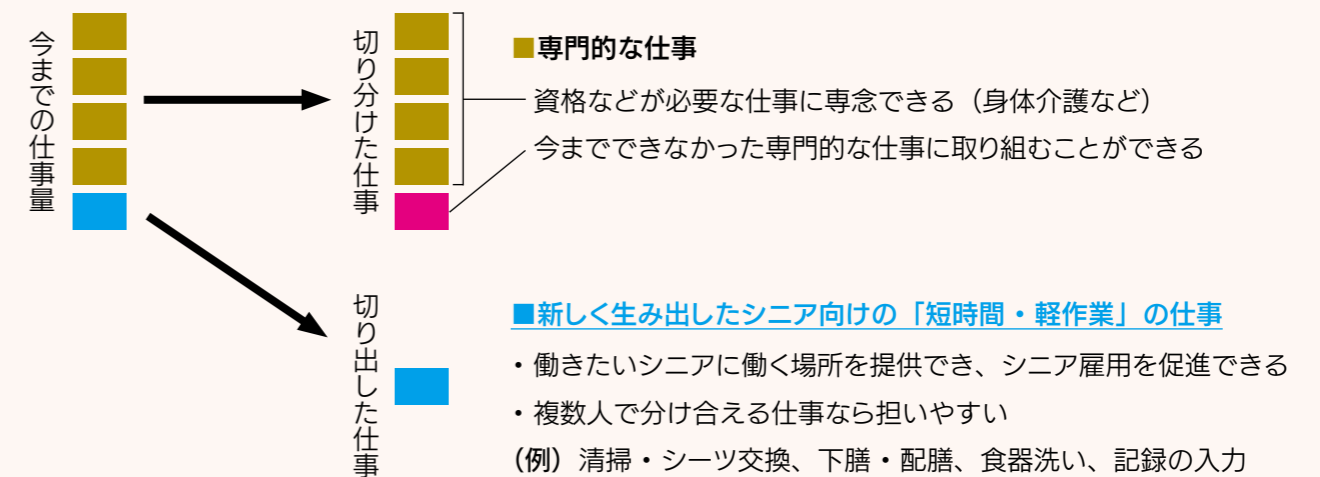 今までの仕事量
切り分けた仕事
■専門的な仕事
資格などが必要な仕事に専念できる（身体介護など）
今までできなかった専門的な仕事に取り組むことができる
切り出した仕事
■新しく生み出したシニア向けの「短時間・軽作業」の仕事
・働きたいシニアに働く場所を提供でき、シニア雇用を促進できる
・複数人で分け合える仕事なら担いやすい
（例）清掃・シーツ交換、下膳・配膳、食器洗い、記録の入力